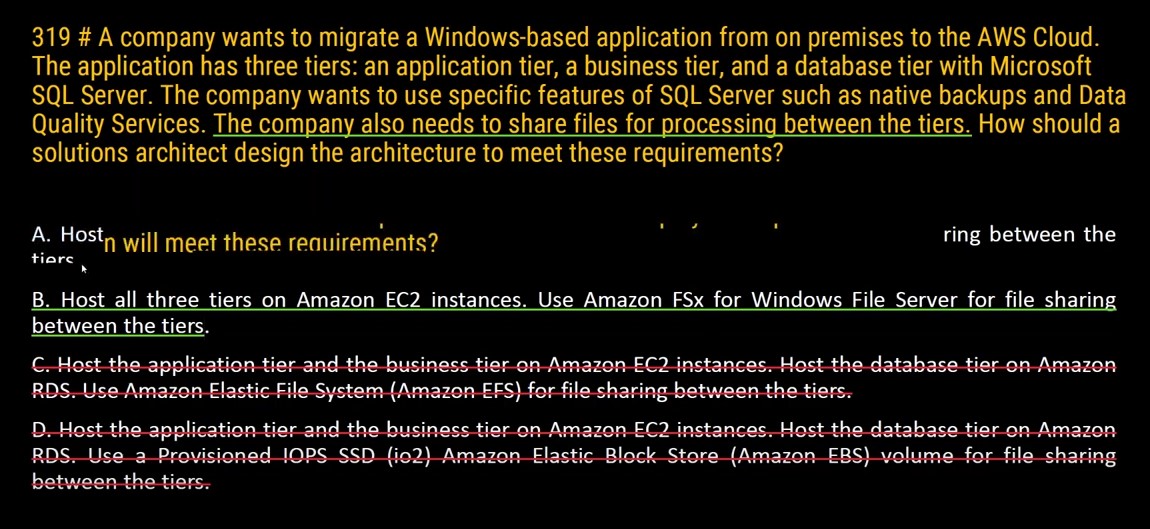 319 # A company wants to migrate a Windows-based application from on premises to the AWS Cloud.
The application has three tiers: an application tier, a business tier, and a database tier with Microsoft
SQL Server. The company wants to use specific features of SQL Server such as native backups and Data
Quality Services. The company also needs to share files for processing between the tiers. How should a
solutions architect design the architecture to meet these requirements?
A. Host
n will meet these requirements?
ring between the
tiers
B. Host all three tiers on Amazon EC2 instances. Use Amazon FSx for Windows File Server for file sharing
between the tiers.
C. Host the application tier and the business tier on Amazon EC2 instances. Host the database tier on Amazon
RDS. Use Amazon Elastic File System (Amazon EFS) for file sharing between the tiers.
D. Host the application tier and the business tier on Amazon EC2 instances. Host the database tier on Amazon
RDS. Use a Provisioned IOPS SSD (io2) Amazon Elastic Block Store (Amazon EBS) volume for file sharing
between the tiers.